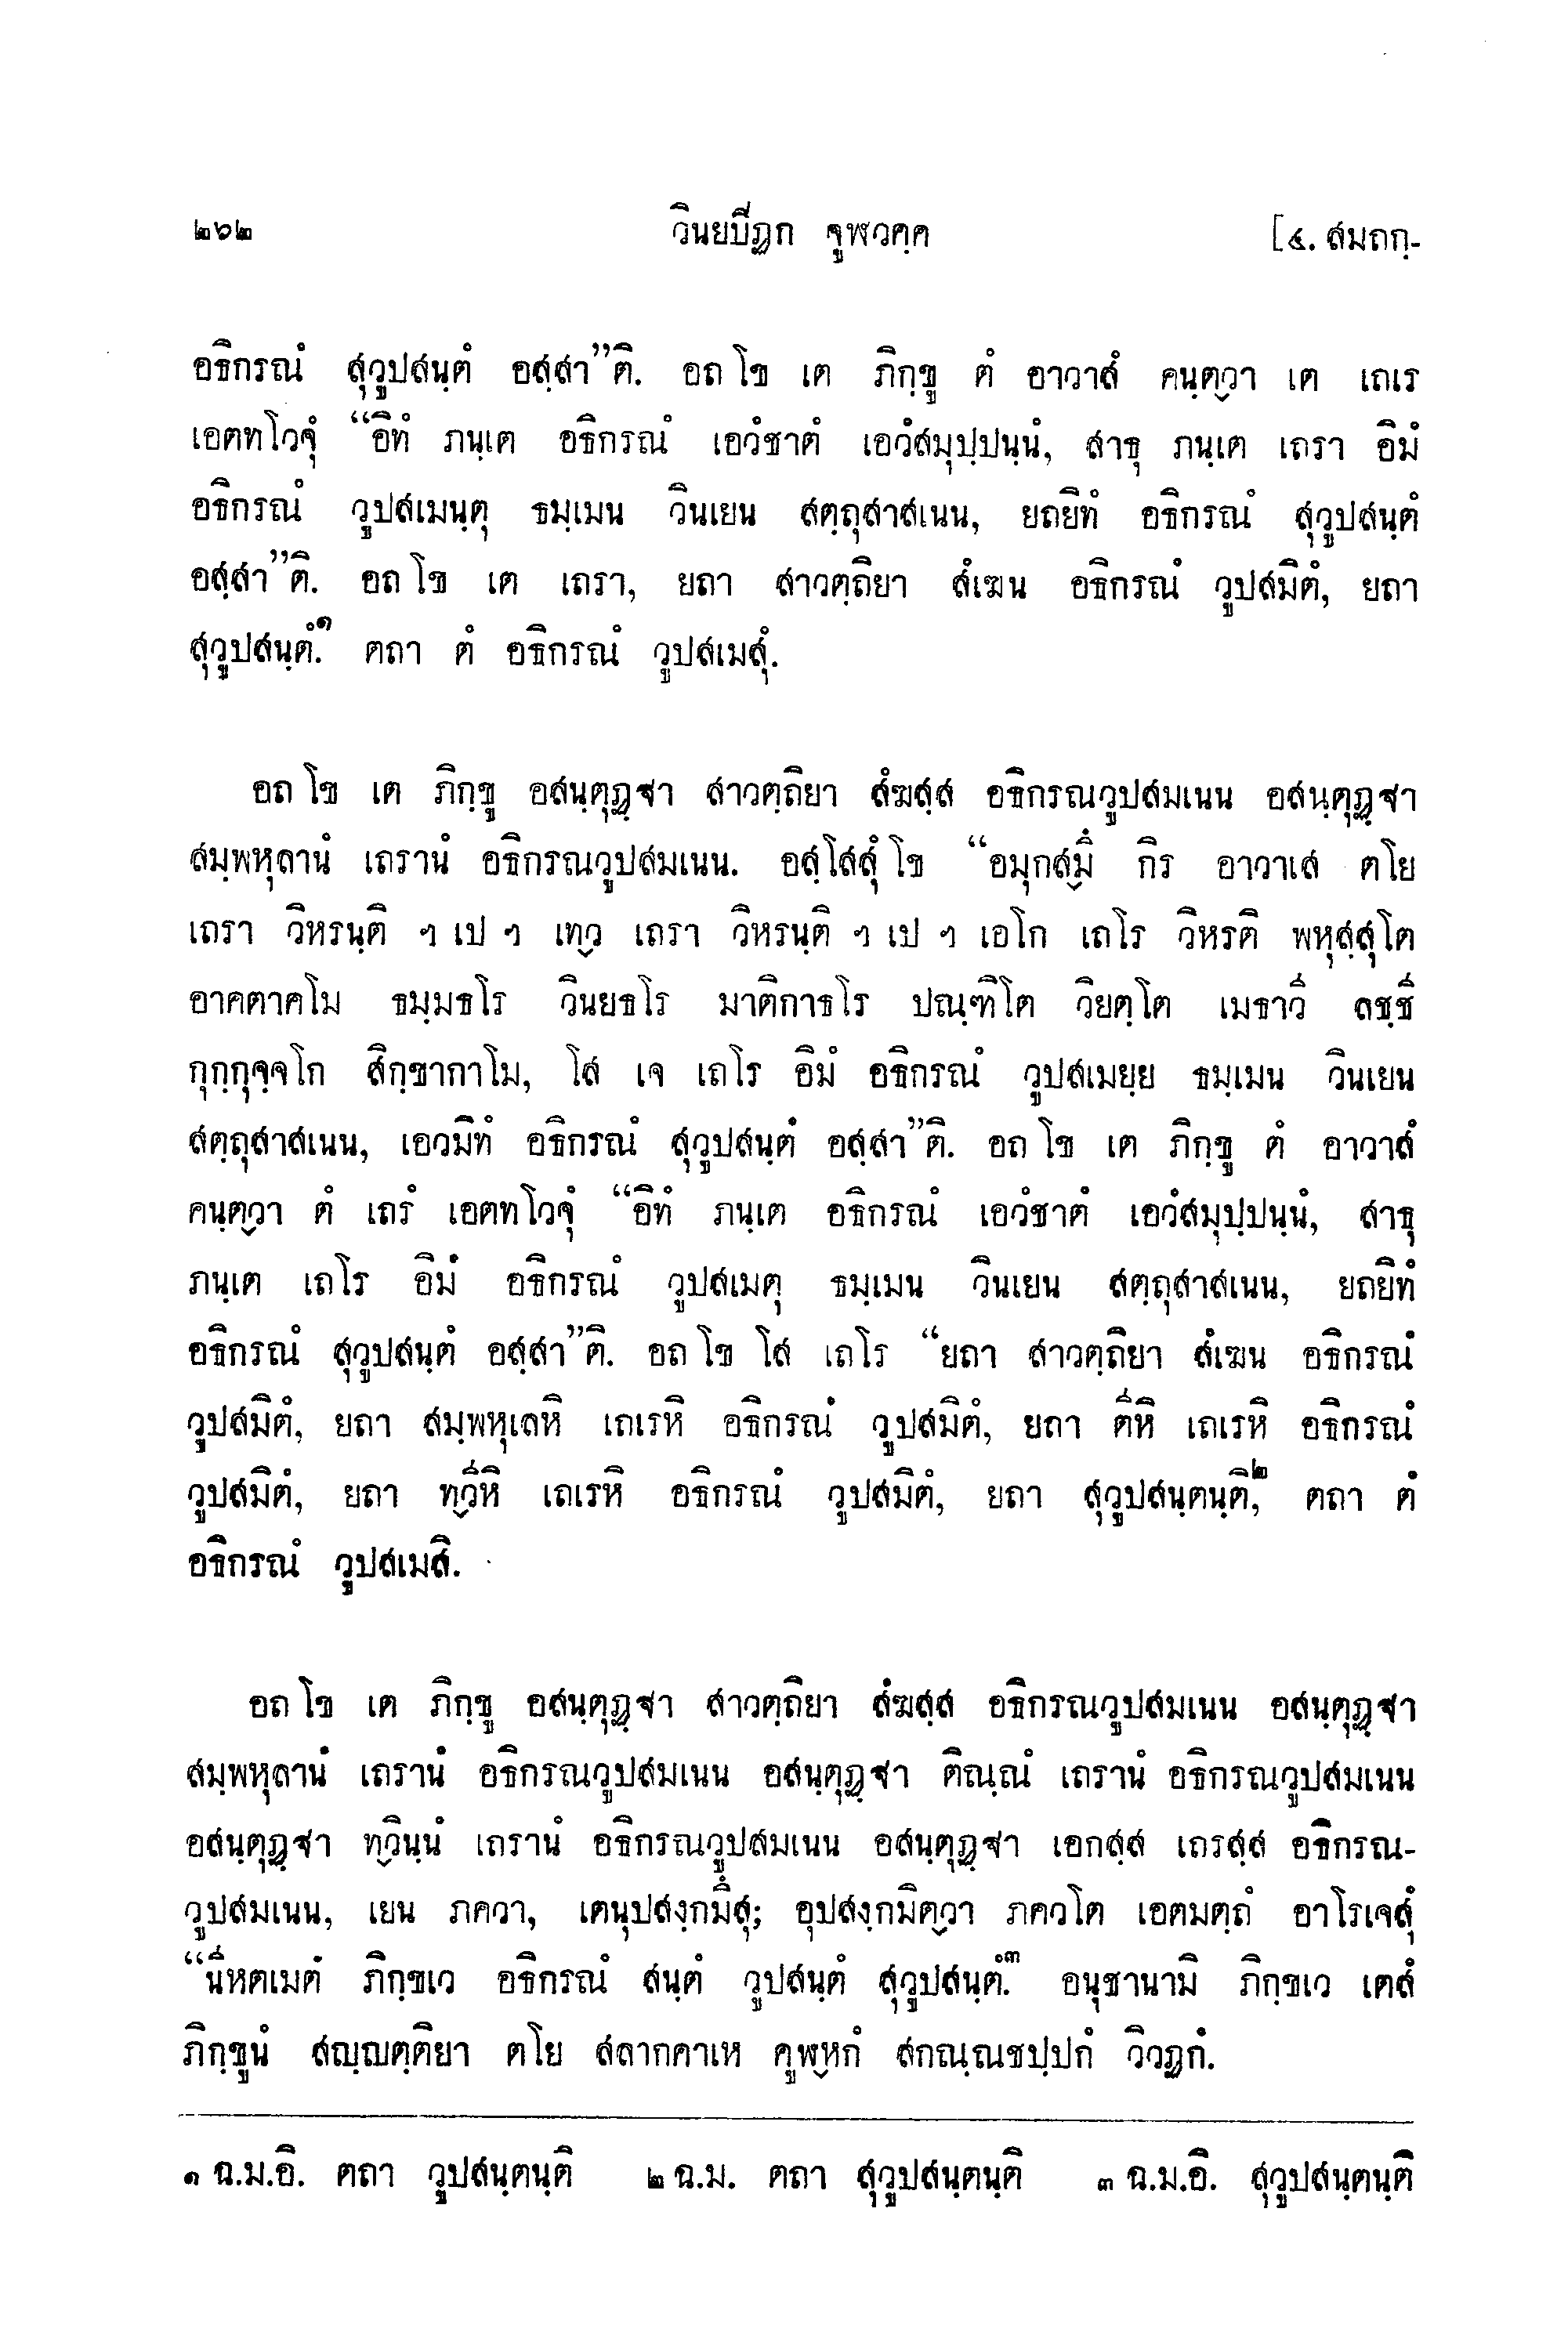 ๒๖๒ วินยปิฏก จูฬวคฺค [๔. สมถกฺ-
อธิกรณํ สุวูปสนฺตํ อสฺสา”ติ. อถ โข เต ภิกฺขู ตํ อาวาสํ คนฺตฺวา เต เถเร
เอตทโวจุํ “อิทํ ภนฺเต อธิกรณํ เอวํชาตํ เอวํสมุปฺปนฺนํ, สาธุ ภนฺเต เถรา อิมํ
อธิกรณํ วูปสเมนฺตุ ธมฺเมน วินเยน สตฺถุสาสเนน, ยถยิทํ อธิกรณํ สุวูปสนฺตํ
อสฺสา”ติ. อถ โข เต เถรา, ยถา สาวตฺถิยา สํเฆน อธิกรณํ วูปสมิตํ, ยถา
สุวูปสนฺตํ.๑ ตถา ตํ อธิกรณํ วูปสเมสุํ.
อถ โข เต ภิกฺขู อสนฺตุฏฺฐา สาวตฺถิยา สํฆสฺส อธิกรณวูปสมเนน อสนฺตุฏฺฐา
สมฺพหุลานํ เถรานํ อธิกรณวูปสมเนน. อสฺโสสุํ โข “อมุกสฺมึ กิร อาวาเส ตโย
เถรา วิหรนฺติ ฯ เป ฯ เทฺว เถรา วิหรนฺติ ฯ เป ฯ เอโก เถโร วิหรติ พหุสฺสุโต
อาคตาคโม ธมฺมธโร วินยธโร มาติกาธโร ปณฺฑิโต วิยตฺโต เมธาวี ลชฺชี
กุกฺกุจฺจโก สิกฺขากาโม, โส เจ เถโร อิมํ อธิกรณํ วูปสเมยฺย ธมฺเมน วินเยน
สตฺถุสาสเนน, เอวมิทํ อธิกรณํ สุวูปสนฺตํ อสฺสา”ติ. อถ โข เต ภิกฺขู ตํ อาวาสํ
คนฺตฺวา ตํ เถรํ เอตทโวจุํ “อิทํ ภนฺเต อธิกรณํ เอวํชาตํ เอวํสมุปฺปนฺนํ, สาธุ
ภนฺเต เถโร อิมํ อธิกรณํ วูปสเมตุ ธมฺเมน วินเยน สตฺถุสาสเนน, ยถยิทํ
อธิกรณํ สุวูปสนฺตํ อสฺสา”ติ. อถ โข โส เถโร “ยถา สาวตฺถิยา สํเฆน อธิกรณํ
วูปสมิตํ, ยถา สมฺพหุเลหิ เถเรหิ อธิกรณํ วูปสมิตํ, ยถา ตีหิ เถเรหิ อธิกรณํ
วูปสมิตํ, ยถา ทฺวีหิ เถเรหิ อธิกรณํ วูปสมิตํ, ยถา สุวูปสนฺตนฺติ,๒ ตถา ตํ
อธิกรณํ วูปสเมสิ.
อถ โข เต ภิกฺขู อสนฺตุฏฺฐา สาวตฺถิยา สํฆสฺส อธิกรณวูปสมเนน อสนฺตุฏฺฐา
สมฺพหุลานํ เถรานํ อธิกรณวูปสมเนน อสนฺตุฏฺฐา ติณฺณํ เถรานํ อธิกรณวูปสมเนน
อสนฺตุฏฺฐา ทฺวินฺนํ เถรานํ อธิกรณวูปสมเนน อสนฺตุฏฺฐา เอกสฺส เถรสฺส อธิกรณ-
วูปสมเนน, เยน ภควา, เตนุปสงฺกมึสุ; อุปสงฺกมิตฺวา ภควโต เอตมตฺถํ อาโรเจสุํ
“นีหตเมตํ ภิกฺขเว อธิกรณํ สนฺตํ วูปสนฺตํ สุวูปสนฺตํ.๓ อนุชานามิ ภิกฺขเว เตสํ
ภิกฺขูนํ สญฺญตฺติยา ตโย สลากคาเห คูฬฺหกํ สกณฺณชปฺปกํ วิวฏกํ.
๑ ฉ.ม.อิ. ตถา วูปสนฺตนฺติ ๒ ฉ.ม. ตถา สุวูปสนฺตนฺติ ๓ ฉ.ม.อิ. สุวูปสนฺตนฺติ